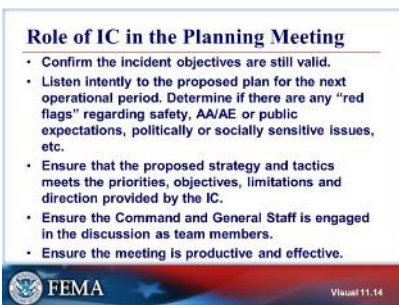 Role of IC in the Planning Meeting
• Confirm the incident objectives are still valid.
• Listen intently to the proposed plan for the next
operational period. Determine if there are any “red
flags” regarding safety, AA/AE or public
expectations, politically or socially sensitive issues,
etc.
• Ensure that the proposed strategy and tactics
meets the priorities, objectives, limitations and
direction provided by the IC.
• Ensure the Command and General Staff is engaged
in the discussion as team members.
• Ensure the meeting is productive and effective.
FEMA
Visual 11.14